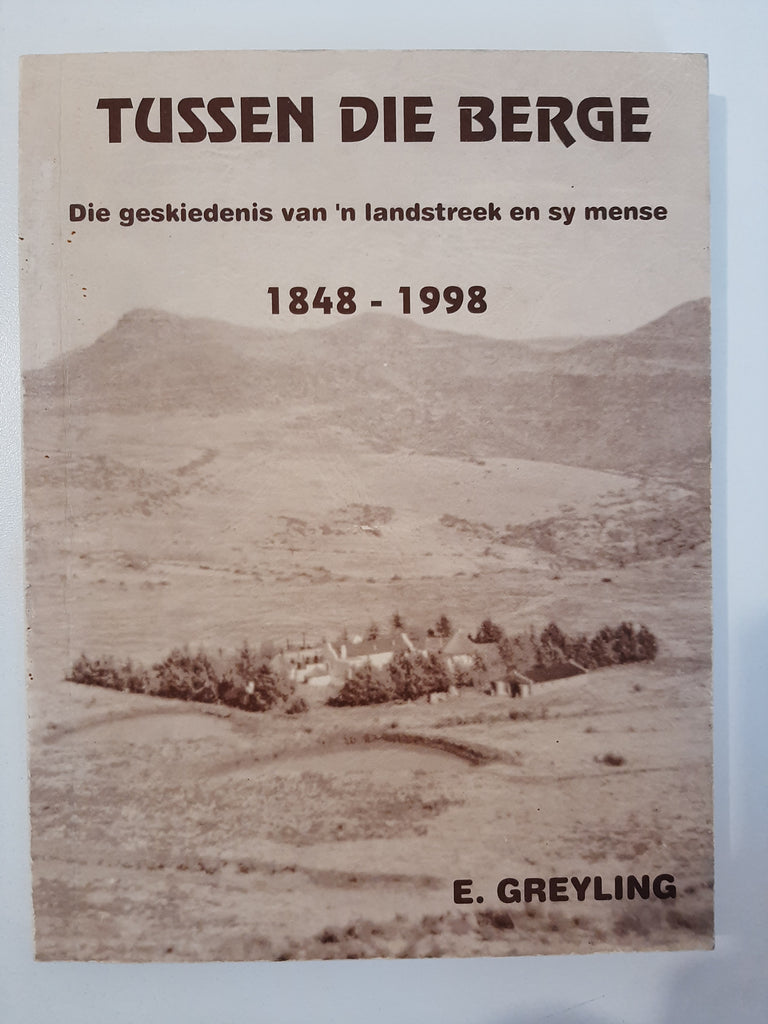 TUSSEN DIE BERGE
Die geskiedenis van 'n landstreek en sy mense
1848 - 1998
E. GREYLING